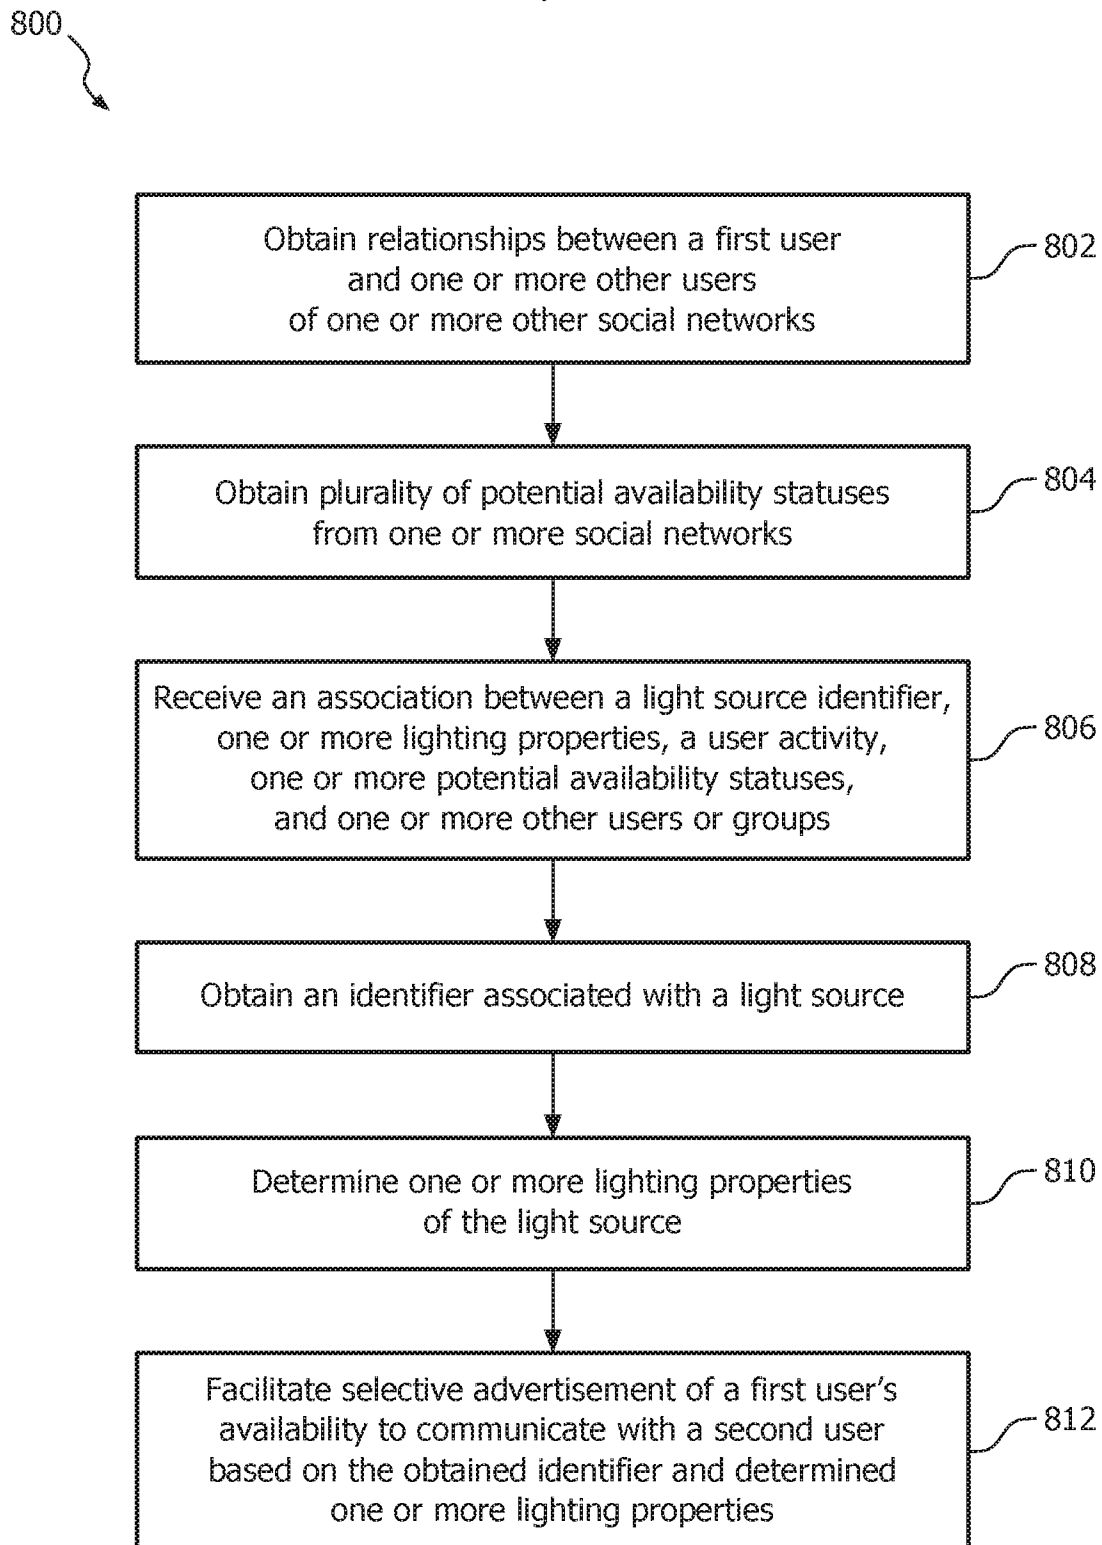 800
Obtain relationships between a first user
and one or more other users
of one or more other social networks
802
Obtain plurality of potential availability statuses
from one or more social networks
804
Receive an association between a light source identifier,
one or more lighting properties, a user activity,
one or more potential availability statuses,
and one or more other users or groups
806
Obtain an identifier associated with a light source
808
Determine one or more lighting properties
of the light source
810
Facilitate selective advertisement of a first user's
availability to communicate with a second user
based on the obtained identifier and determined
one or more lighting properties
812